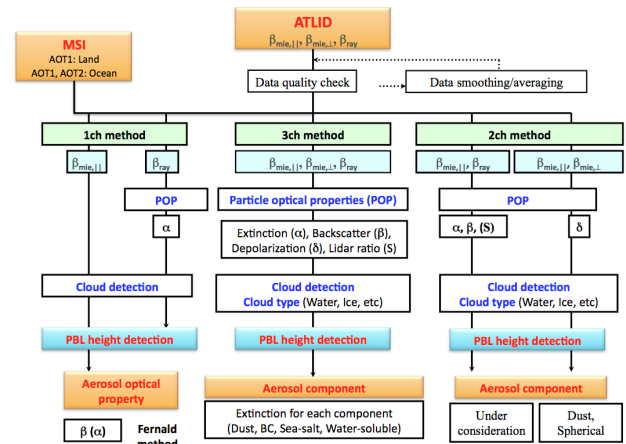 ATLID
βmie,||, βmie,⊥, βray
MSI
AOT1: Land
AOT1, AOT2: Ocean
Data quality check
Data smoothing/averaging
1ch method
3ch method
2ch method
βmie,||
βray
βmie,||, βmie,⊥, βray
βmie,||, βray
βmie,||, βmie,⊥
POP
Particle optical properties (POP)
POP
α
Extinction (α), Backscatter (β),
Depolarization (δ), Lidar ratio (S)
α, β, (S)
δ
Cloud detection
Cloud detection
Cloud type (Water, Ice, etc)
Cloud detection
Cloud type (Water, Ice, etc)
PBL height detection
PBL height detection
PBL height detection
Aerosol optical
property
Aerosol component
Aerosol component
β (α)
Fernald
method
Extinction for each component
(Dust, BC, Sea-salt, Water-soluble)
Under
consideration
Dust,
Spherical